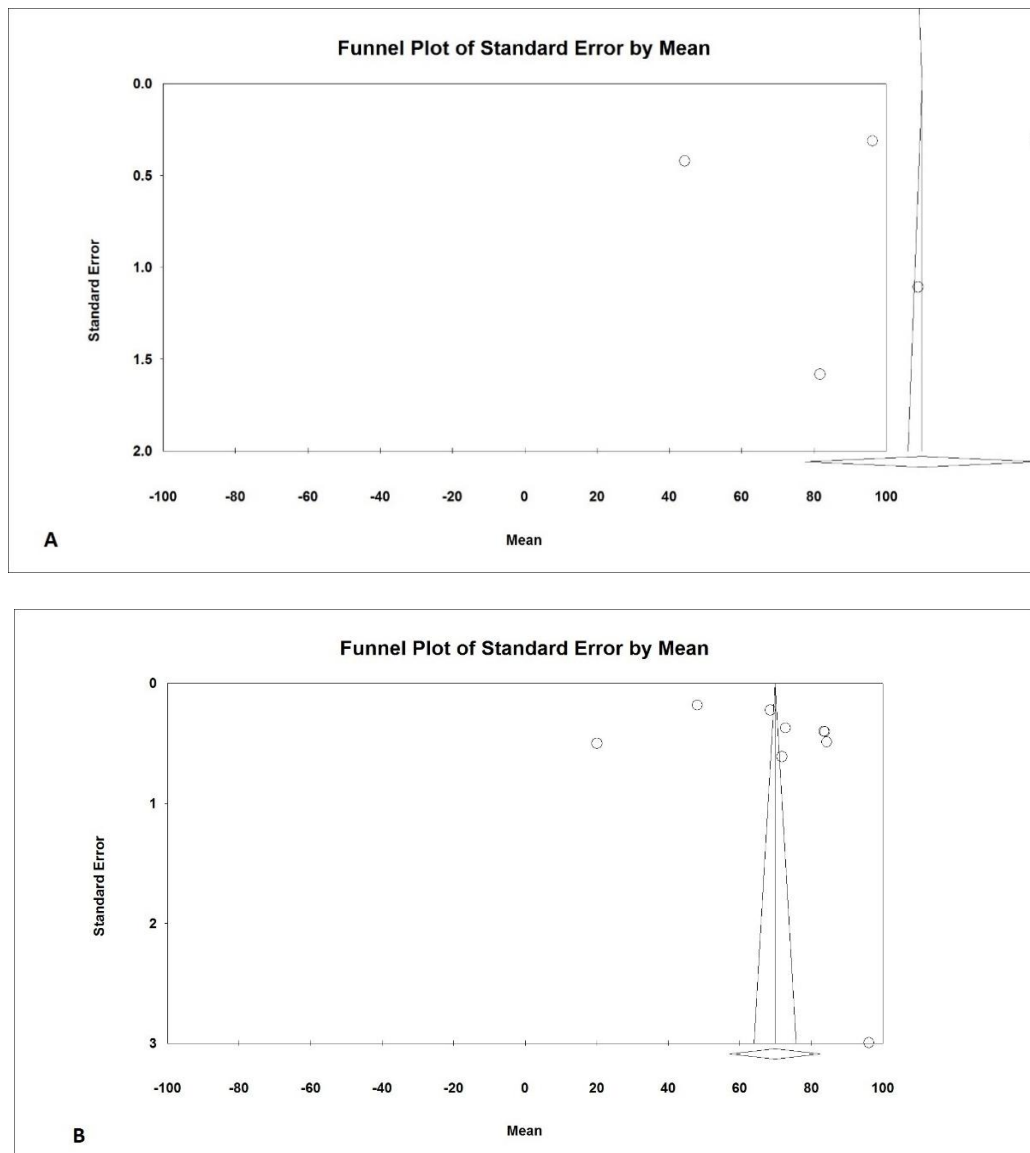 Funnel Plot of Standard Error by Mean
0.0
0.5
1.0
1.5
2.0
Standard Error
-100 -80 -60 -40 -20 0 20 40 60 80 100
Mean
A
Funnel Plot of Standard Error by Mean
0
1
2
3
Standard Error
-100 -80 -60 -40 -20 0 20 40 60 80 100
Mean
B